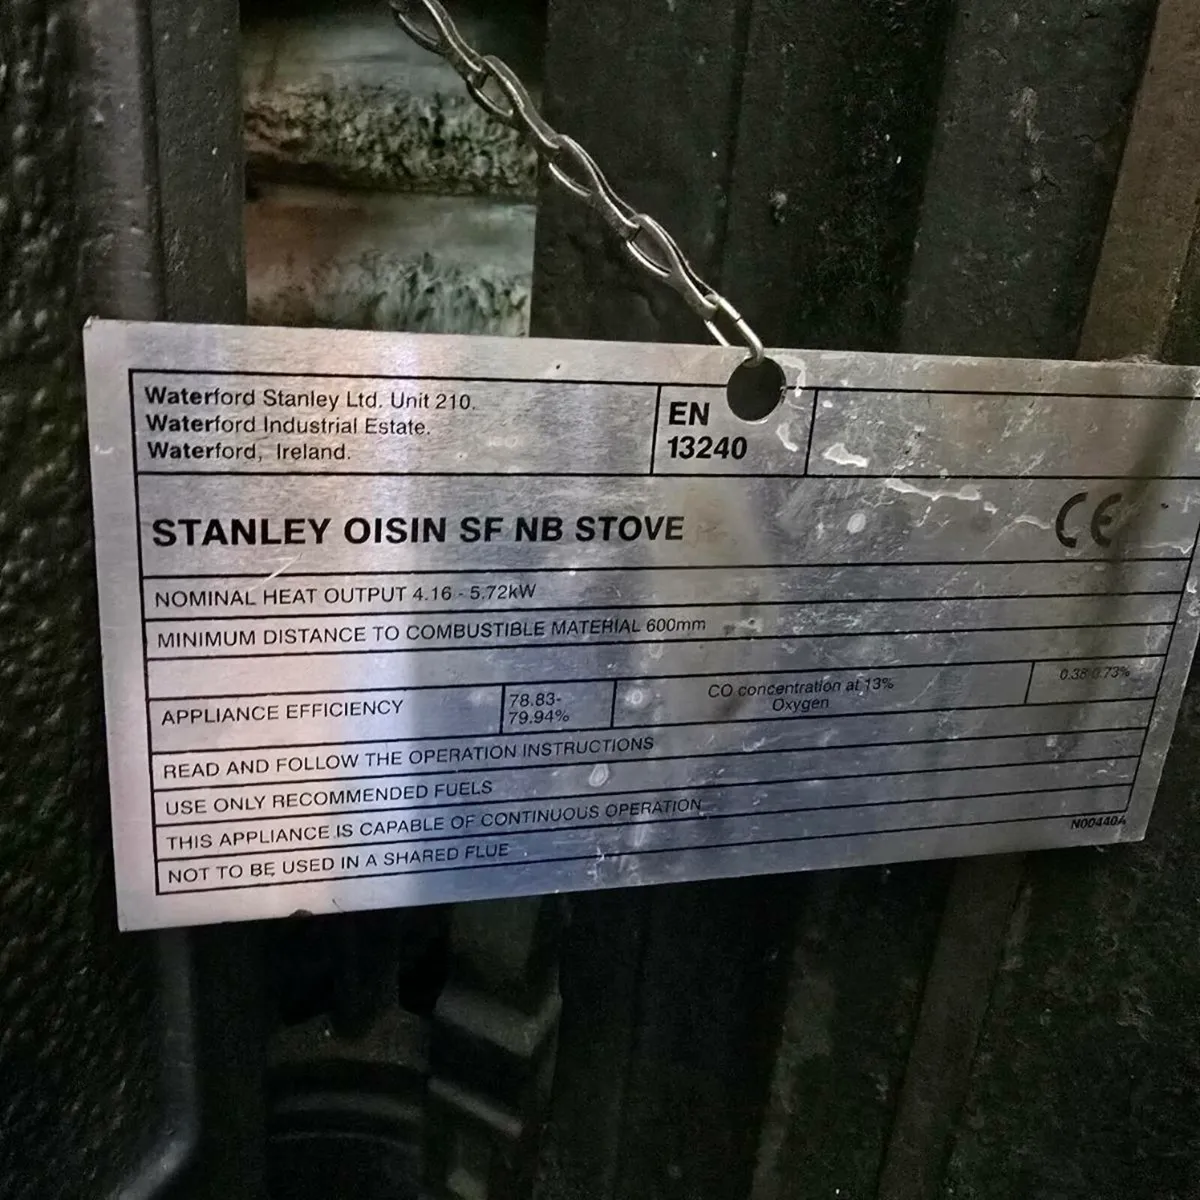 Waterford Stanley Ltd. Unit 210.
Waterford Industrial Estate.
Waterford, Ireland.
EN
13240
STANLEY OISIN SF NB STOVE
CE
NOMINAL HEAT OUTPUT 4.16 - 5.72kW
MINIMUM DISTANCE TO COMBUSTIBLE MATERIAL 600mm
APPLIANCE EFFICIENCY
78.83-
79.94%
CO concentration at 13%
Oxygen
0.38-0.73%
READ AND FOLLOW THE OPERATION INSTRUCTIONS
USE ONLY RECOMMENDED FUELS
THIS APPLIANCE IS CAPABLE OF CONTINUOUS OPERATION
NOT TO BE USED IN A SHARED FLUE
N00440A